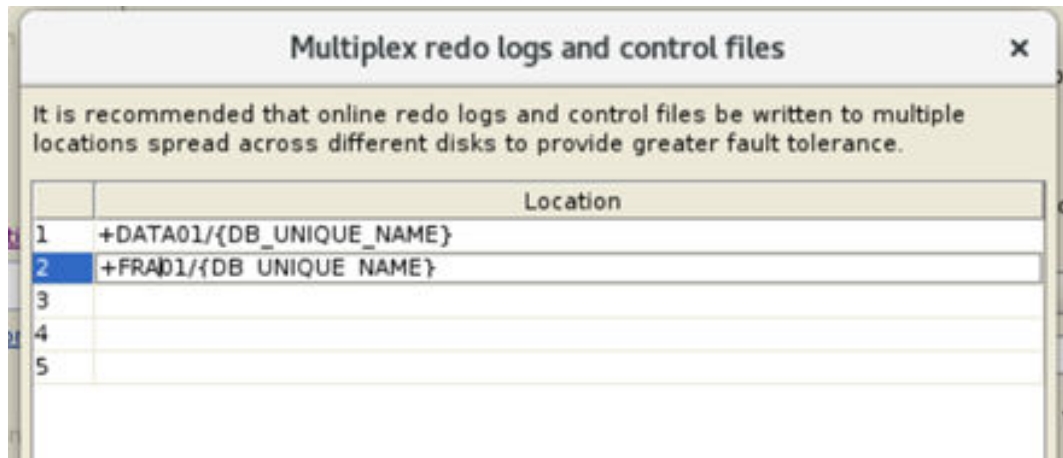 Multiplex redo logs and control files ×
It is recommended that online redo logs and control files be written to multiple
locations spread across different disks to provide greater fault tolerance.
Location
1 +DATA01/{DB_UNIQUE_NAME}
2 +FRA01/{DB_UNIQUE_NAME}
3
4
5